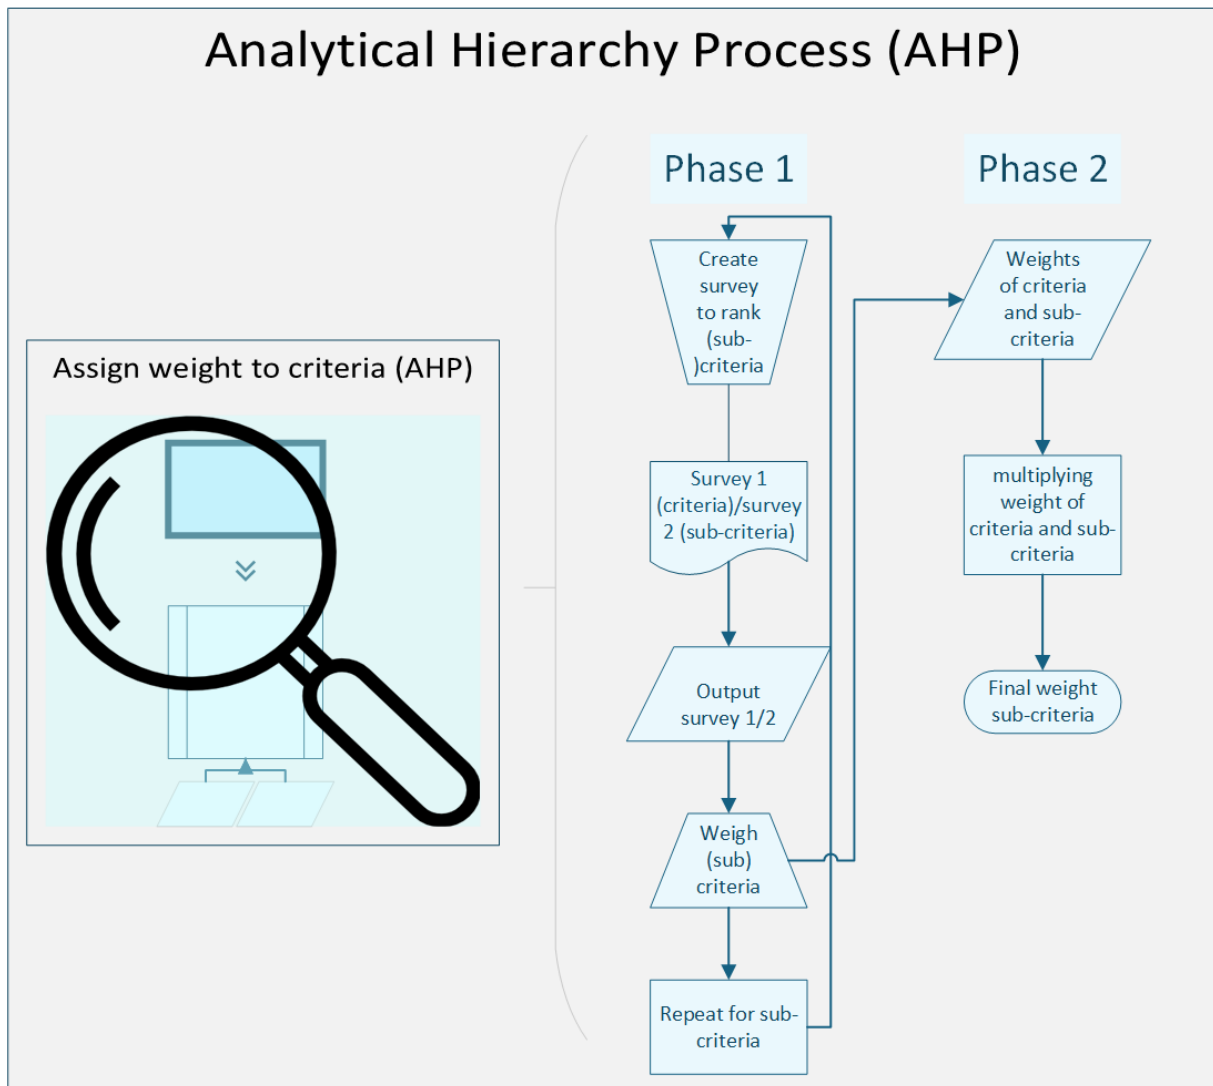 Analytical Hierarchy Process (AHP)
Assign weight to criteria (AHP)
Phase 1
Create
survey
to rank
(sub-
)criteria
Survey 1
(criteria)/survey
2 (sub-criteria)
Output
survey 1/2
Weigh
(sub)
criteria
Repeat for sub-
criteria
Phase 2
Weights
of criteria
and sub-
criteria
multiplying
weight of
criteria and sub-
criteria
Final weight
sub-criteria